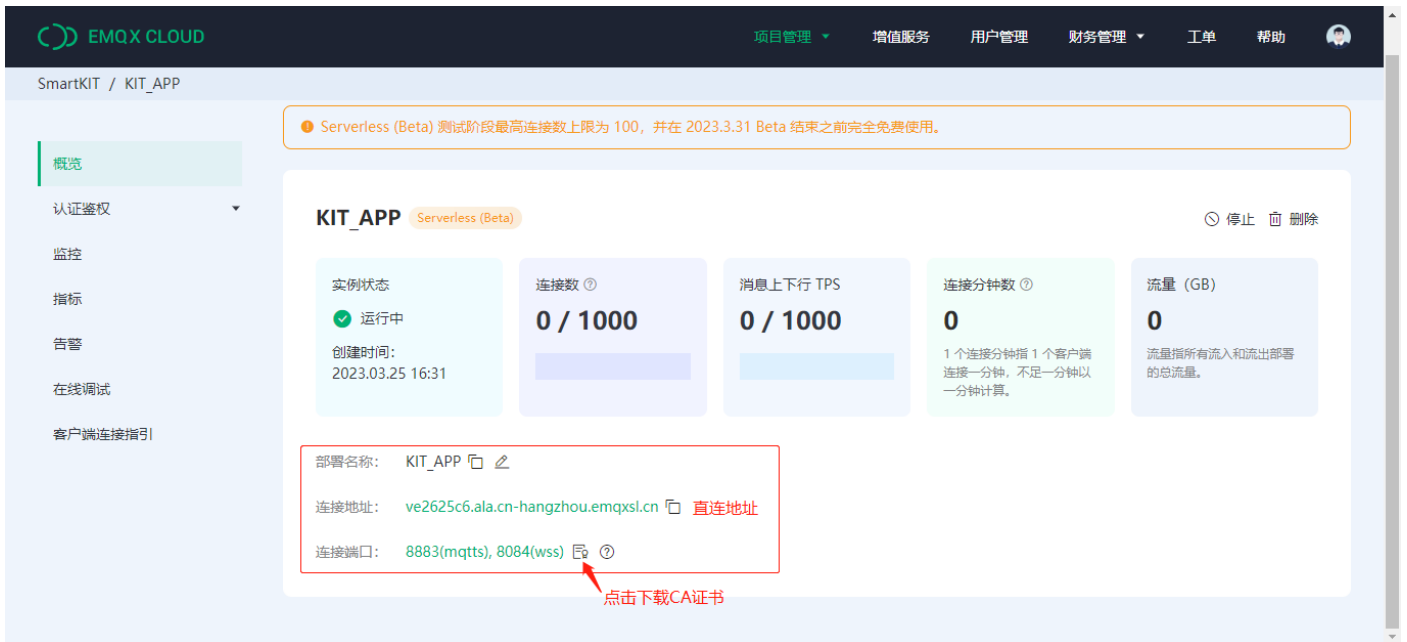 EMQX CLOUD
项目管理 增值服务 用户管理 财务管理 工单 帮助
SmartKIT / KIT_APP
Serverless (Beta) 测试阶段最高连接数上限为 100，并在 2023.3.31 Beta 结束之前完全免费使用。
概览
认证鉴权
监控
指标
告警
在线调试
客户端连接指引
KIT_APP Serverless (Beta)
停止 删除
实例状态
运行中
创建时间：
2023.03.25 16:31
连接数
0 / 1000
消息上下行 TPS
0 / 1000
连接分钟数
0
1 个连接分钟指 1 个客户端
连接一分钟，不足一分钟以
一分钟计算。
流量（GB）
0
流量指所有流入和流出部署
的总流量。
部署名称： KIT_APP
连接地址： ve2625c6.ala.cn-hangzhou.emqxsl.cn 直连地址
连接端口： 8883(mqtts), 8084(wss)
点击下载CA证书